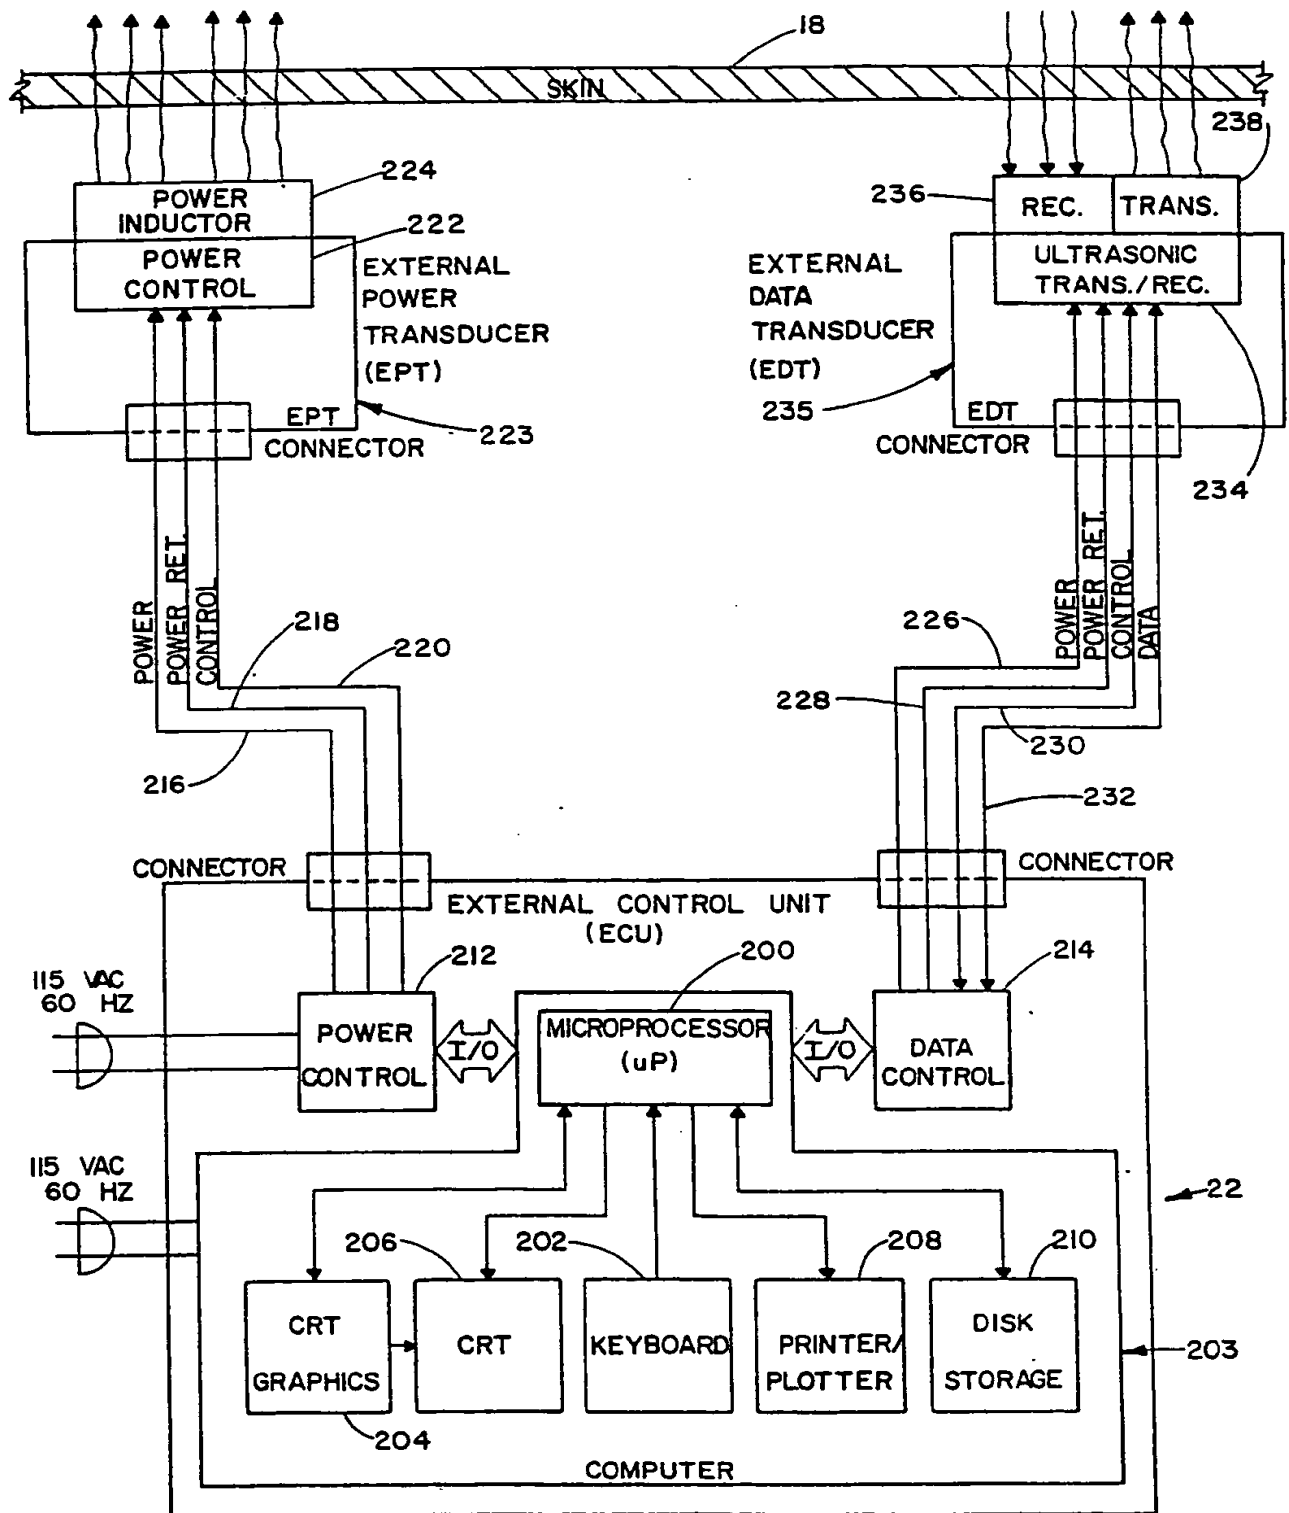 18
SKIN
238
224
POWER
INDUCTOR
236
REC.
TRANS.
222
POWER
CONTROL
EXTERNAL
POWER
TRANSDUCER
(EPT)
EXTERNAL
DATA
TRANSDUCER
(EDT)
ULTRASONIC
TRANS./REC.
235
EPT
CONNECTOR
223
EDT
CONNECTOR
234
POWER
POWER RET.
CONTROL
POWER
POWER RET.
CONTROL
DATA
218
220
226
228
230
216
232
CONNECTOR
CONNECTOR
EXTERNAL CONTROL UNIT
(ECU)
212
200
214
115 VAC
60 HZ
POWER
CONTROL
I/O
MICROPROCESSOR
(uP)
I/O
DATA
CONTROL
115 VAC
60 HZ
22
206
202
208
210
CRT
GRAPHICS
CRT
KEYBOARD
PRINTER/
PLOTTER
DISK
STORAGE
203
204
COMPUTER